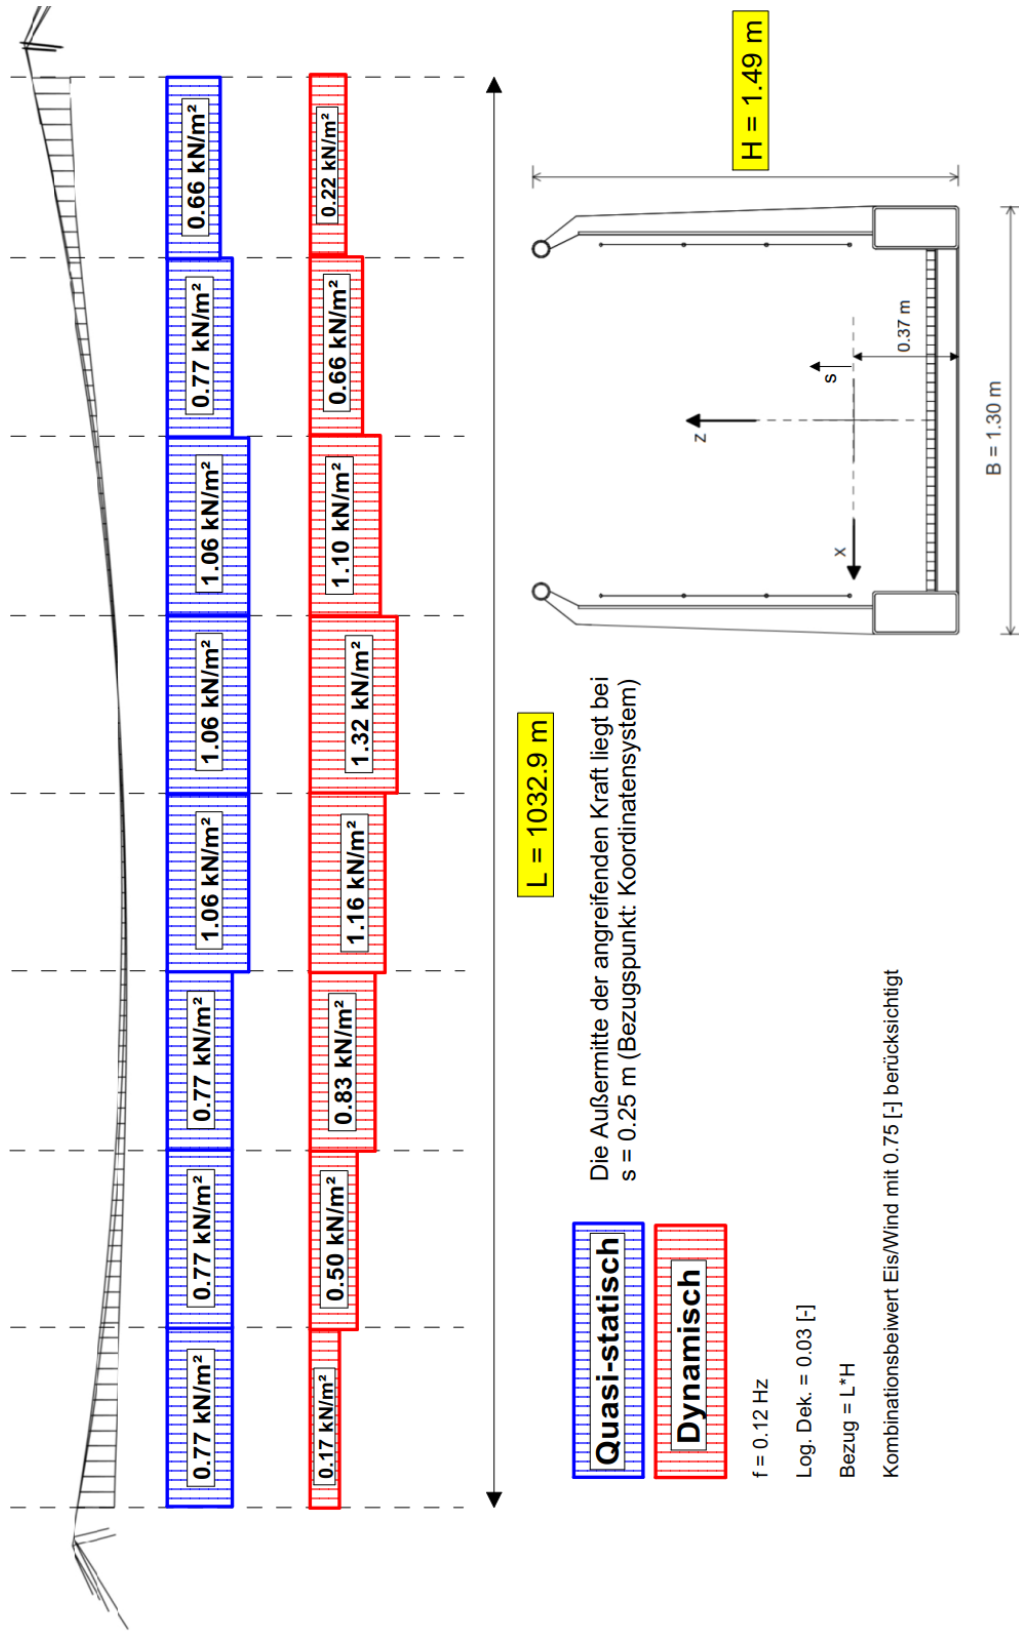 0.77 kN/m²
0.77 kN/m²
0.77 kN/m²
1.06 kN/m²
1.06 kN/m²
1.06 kN/m²
0.77 kN/m²
0.66 kN/m²
0.17 kN/m²
0.50 kN/m²
0.83 kN/m²
1.16 kN/m²
1.32 kN/m²
1.10 kN/m²
0.66 kN/m²
0.22 kN/m²
L = 1032.9 m
Quasi-statisch
Dynamisch
Die Außermitte der angreifenden Kraft liegt bei
s = 0.25 m (Bezugspunkt: Koordinatensystem)
f = 0.12 Hz
Log. Dek. = 0.03 [-]
Bezug = L*H
Kombinationsbeiwert Eis/Wind mit 0.75 [-] berücksichtigt
H = 1.49 m
z
s
x
0.37 m
B = 1.30 m